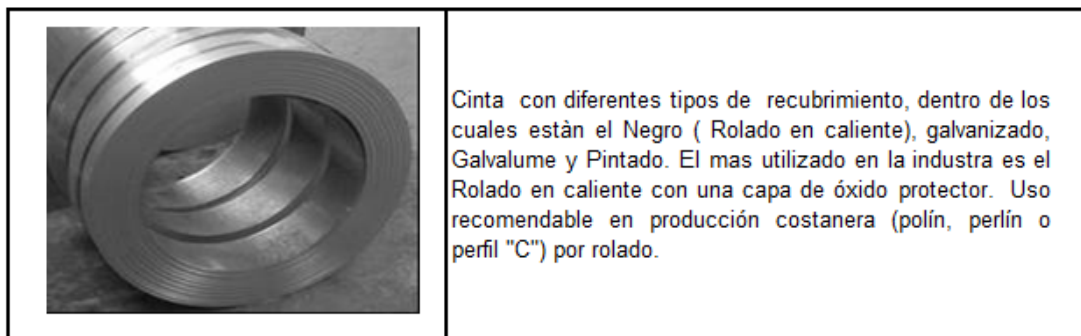 Cinta con diferentes tipos de recubrimiento, dentro de los
cuales estàn el Negro ( Rolado en caliente), galvanizado,
Galvalume y Pintado. El mas utilizado en la industra es el
Rolado en caliente con una capa de óxido protector. Uso
recomendable en producción costanera (polín, perlín o
perfil "C") por rolado.